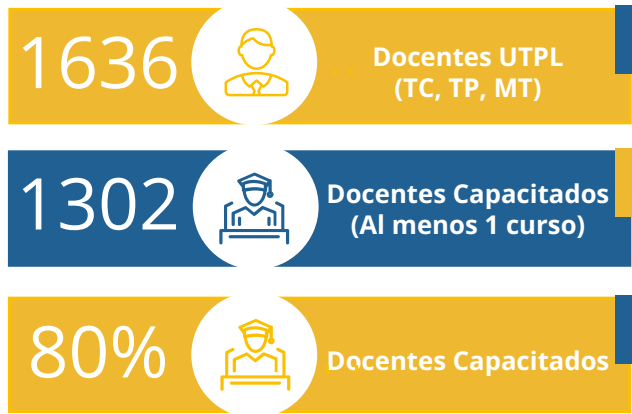 1636
Docentes UTPL
(TC, TP, MT)
1302
Docentes Capacitados
(Al menos 1 curso)
80%
Docentes Capacitados